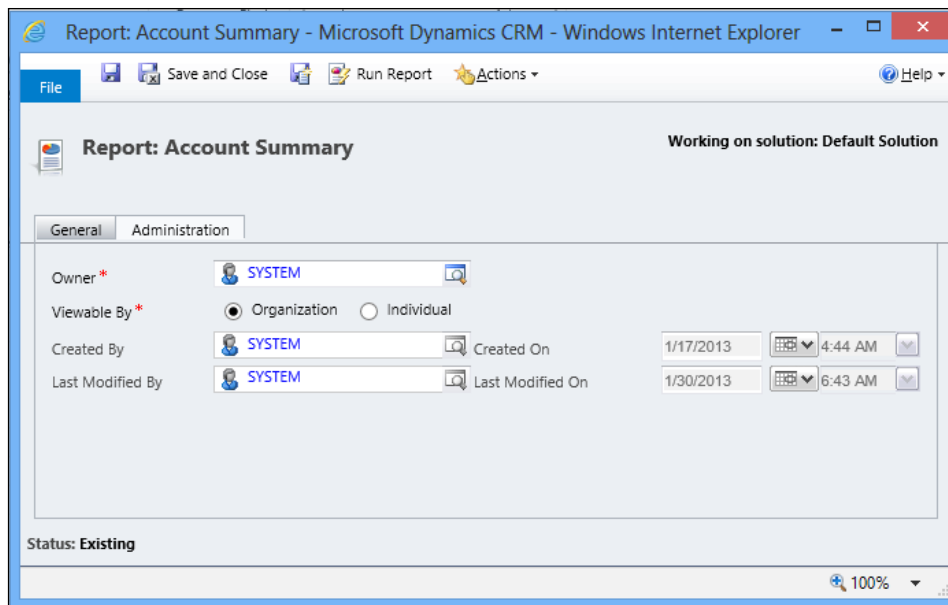 Report: Account Summary - Microsoft Dynamics CRM - Windows Internet Explorer
File Save and Close Run Report Actions Help
Report: Account Summary Working on solution: Default Solution
General Administration
Owner * SYSTEM
Viewable By * Organization Individual
Created By SYSTEM Created On 1/17/2013 4:44 AM
Last Modified By SYSTEM Last Modified On 1/30/2013 6:43 AM
Status: Existing
100%